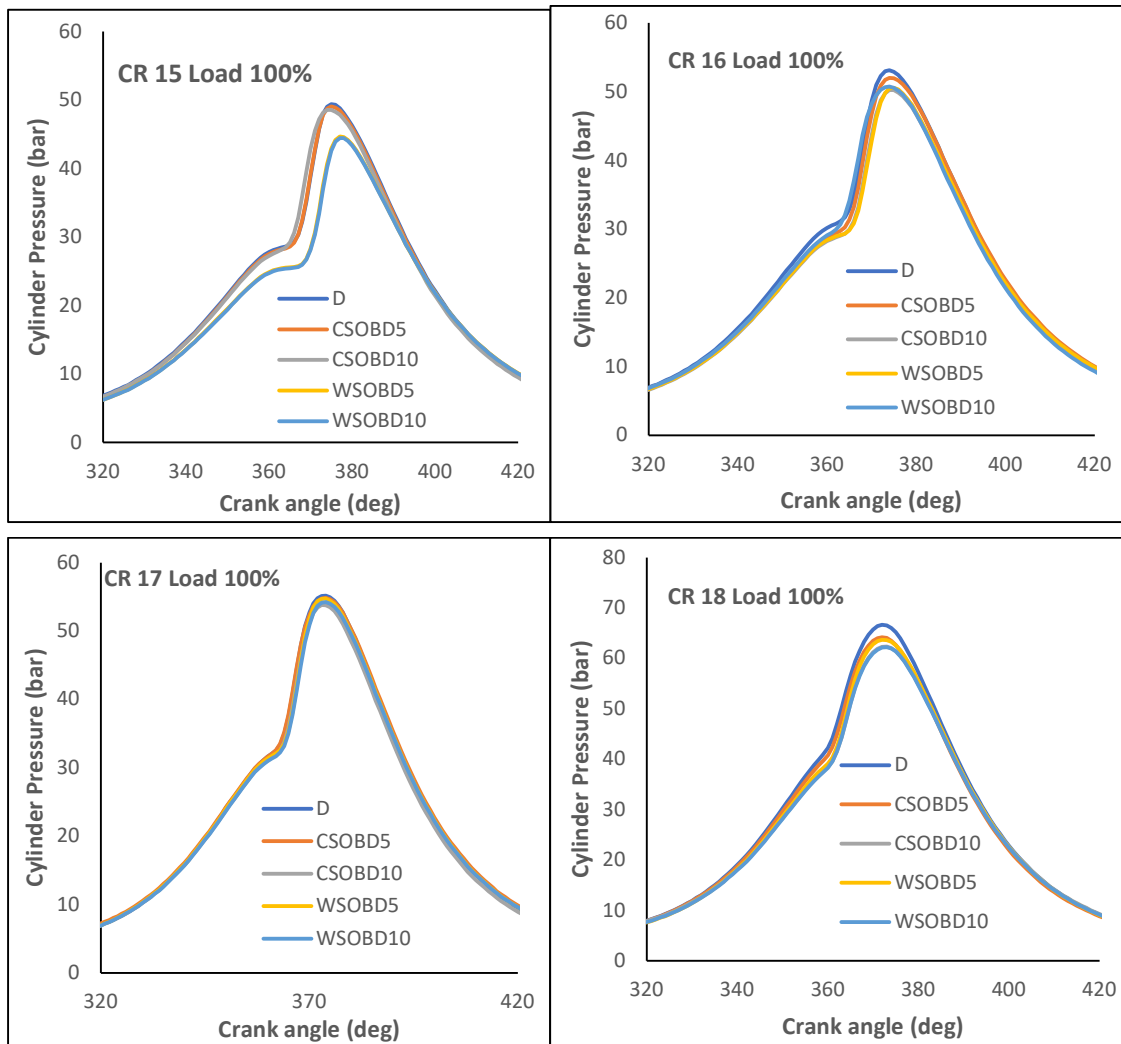 CR 15 Load 100%
Cylinder Pressure (bar)
60
50
40
30
20
10
0
D
CSOBD5
CSOBD10
WSOBD5
WSOBD10
320 340 360 380 400 420
Crank angle (deg)
CR 16 Load 100%
Cylinder Pressure (bar)
60
50
40
30
20
10
0
D
CSOBD5
CSOBD10
WSOBD5
WSOBD10
320 340 360 380 400 420
Crank angle (deg)
CR 17 Load 100%
Cylinder Pressure (bar)
60
50
40
30
20
10
0
D
CSOBD5
CSOBD10
WSOBD5
WSOBD10
320 370 420
Crank angle (deg)
CR 18 Load 100%
Cylinder Pressure (bar)
80
70
60
50
40
30
20
10
0
D
CSOBD5
CSOBD10
WSOBD5
WSOBD10
320 340 360 380 400 420
Crank angle (deg)